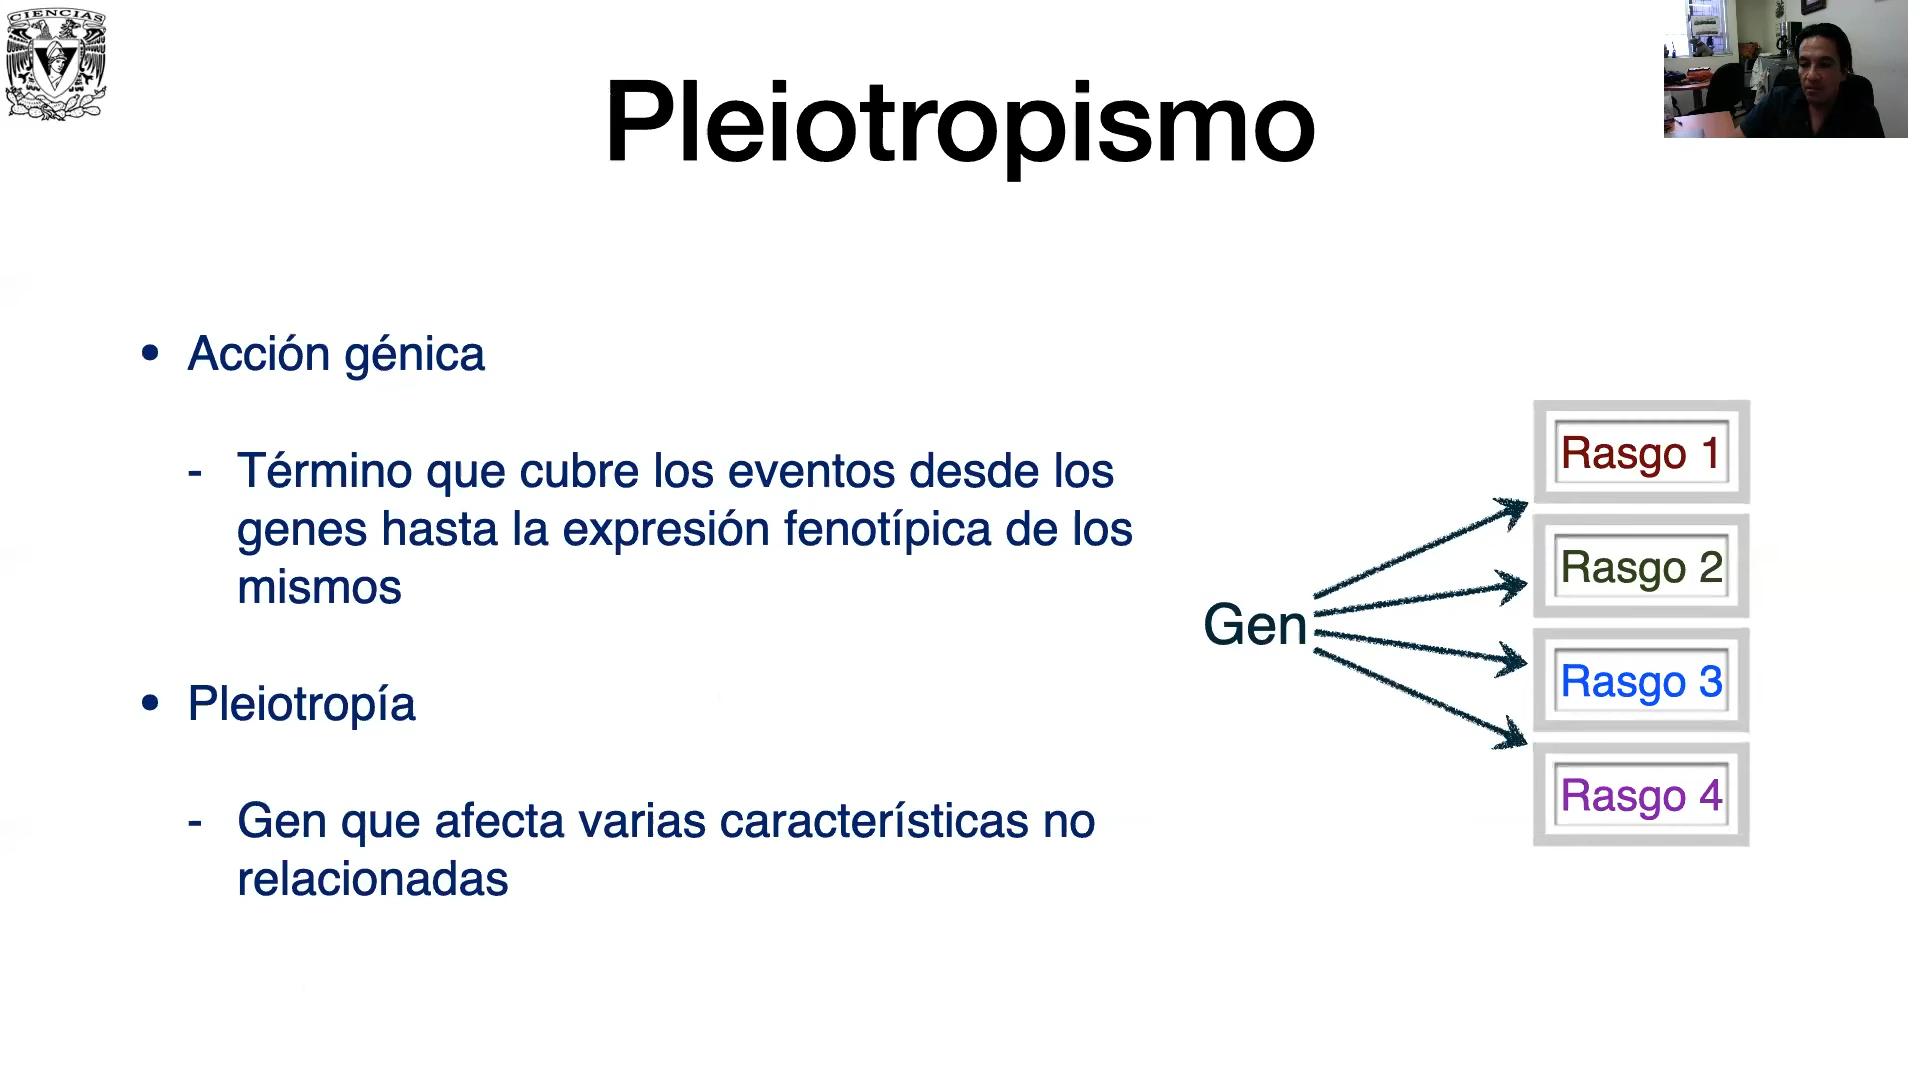 CIENCIAS
Pleiotropismo
• Acción génica
- Término que cubre los eventos desde los
genes hasta la expresión fenotípica de los
mismos
• Pleiotropía
- Gen que afecta varias características no
relacionadas
Gen
Rasgo 1
Rasgo 2
Rasgo 3
Rasgo 4